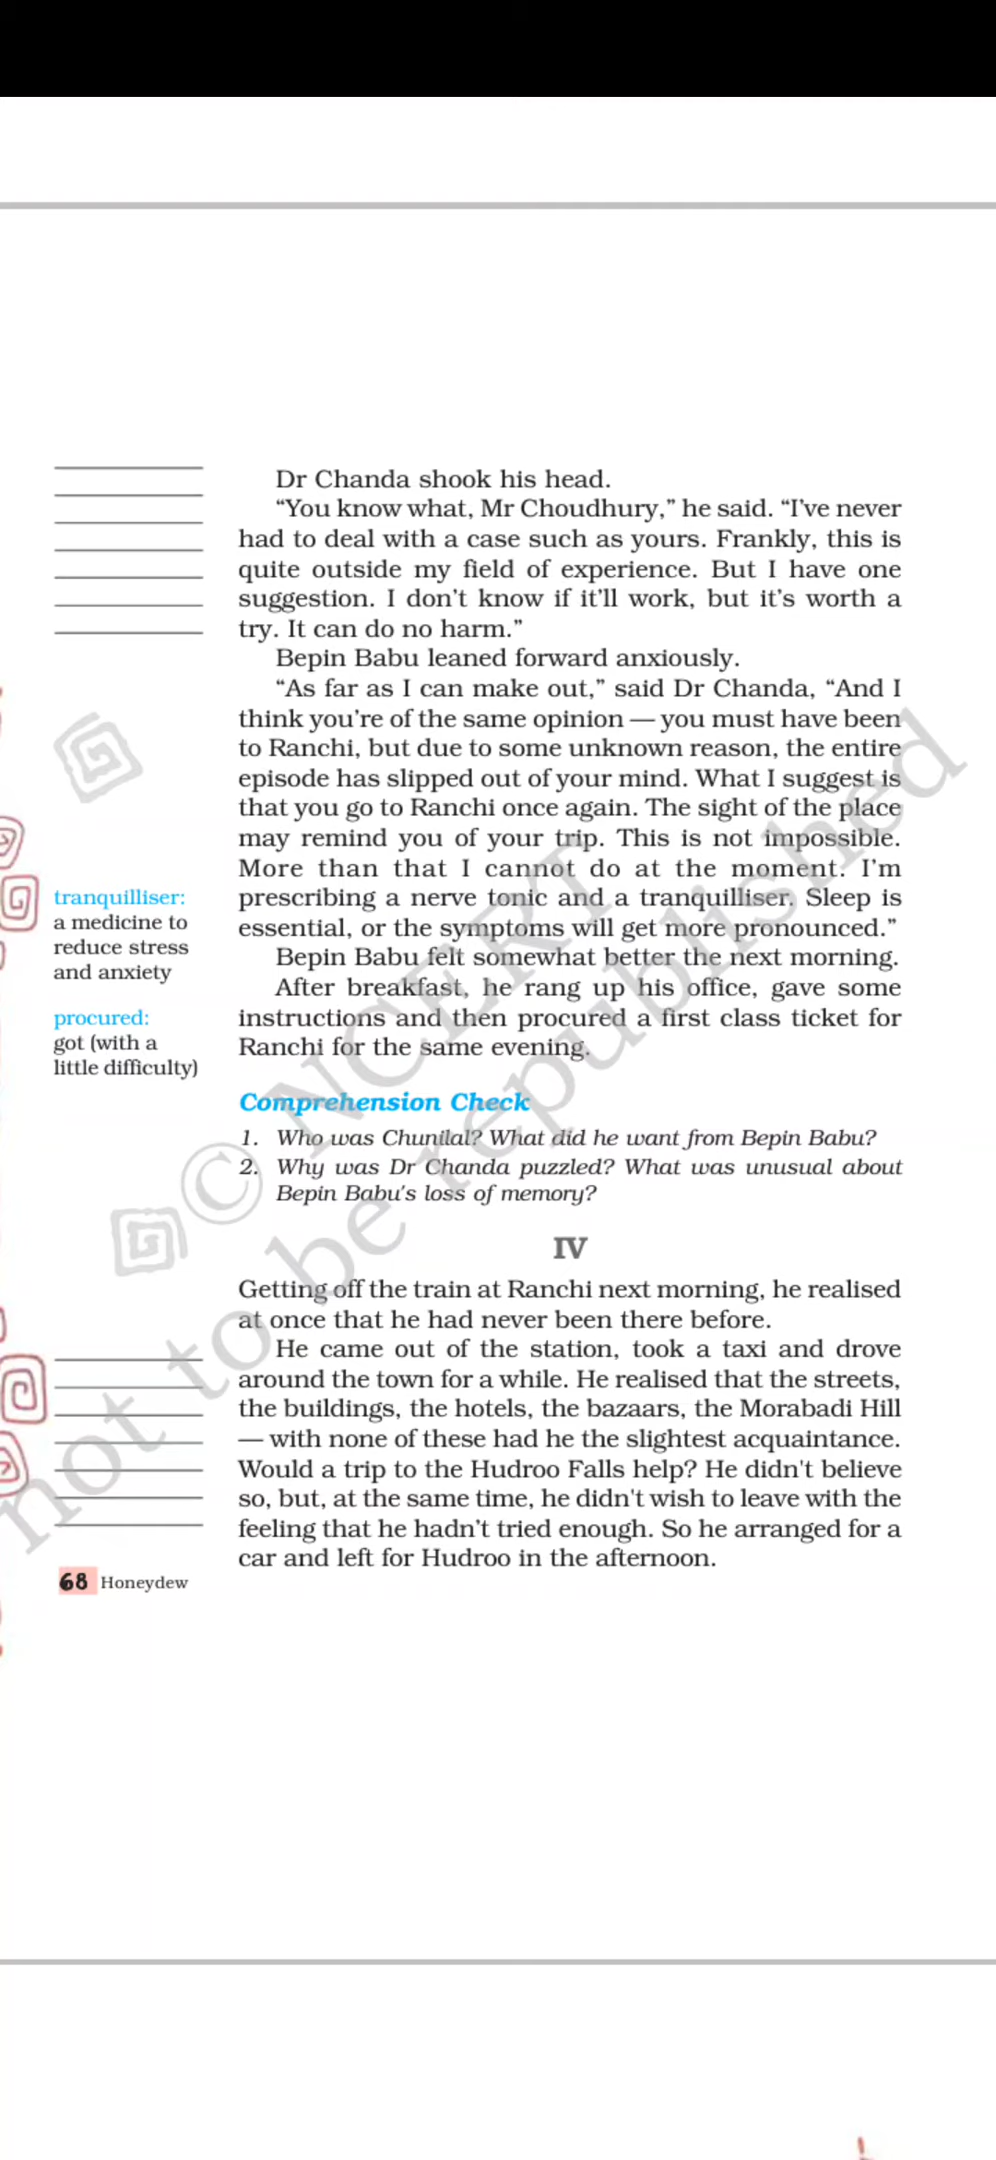 Dr Chanda shook his head.
“You know what, Mr Choudhury,” he said. “I’ve never
had to deal with a case such as yours. Frankly, this is
quite outside my field of experience. But I have one
suggestion. I don’t know if it’ll work, but it’s worth a
try. It can do no harm.”
Bepin Babu leaned forward anxiously.
“As far as I can make out,” said Dr Chanda, “And I
think you’re of the same opinion — you must have been
to Ranchi, but due to some unknown reason, the entire
episode has slipped out of your mind. What I suggest is
that you go to Ranchi once again. The sight of the place
may remind you of your trip. This is not impossible.
More than that I cannot do at the moment. I’m
prescribing a nerve tonic and a tranquilliser. Sleep is
essential, or the symptoms will get more pronounced.”
Bepin Babu felt somewhat better the next morning.
After breakfast, he rang up his office, gave some
instructions and then procured a first class ticket for
Ranchi for the same evening.
tranquilliser:
a medicine to
reduce stress
and anxiety
procured:
got (with a
little difficulty)
Comprehension Check
1. Who was Chunilal? What did he want from Bepin Babu?
2. Why was Dr Chanda puzzled? What was unusual about
Bepin Babu’s loss of memory?
IV
Getting off the train at Ranchi next morning, he realised
at once that he had never been there before.
He came out of the station, took a taxi and drove
around the town for a while. He realised that the streets,
the buildings, the hotels, the bazaars, the Morabadi Hill
— with none of these had he the slightest acquaintance.
Would a trip to the Hudroo Falls help? He didn't believe
so, but, at the same time, he didn't wish to leave with the
feeling that he hadn’t tried enough. So he arranged for a
car and left for Hudroo in the afternoon.
68 Honeydew
© NCERT
not to be republished